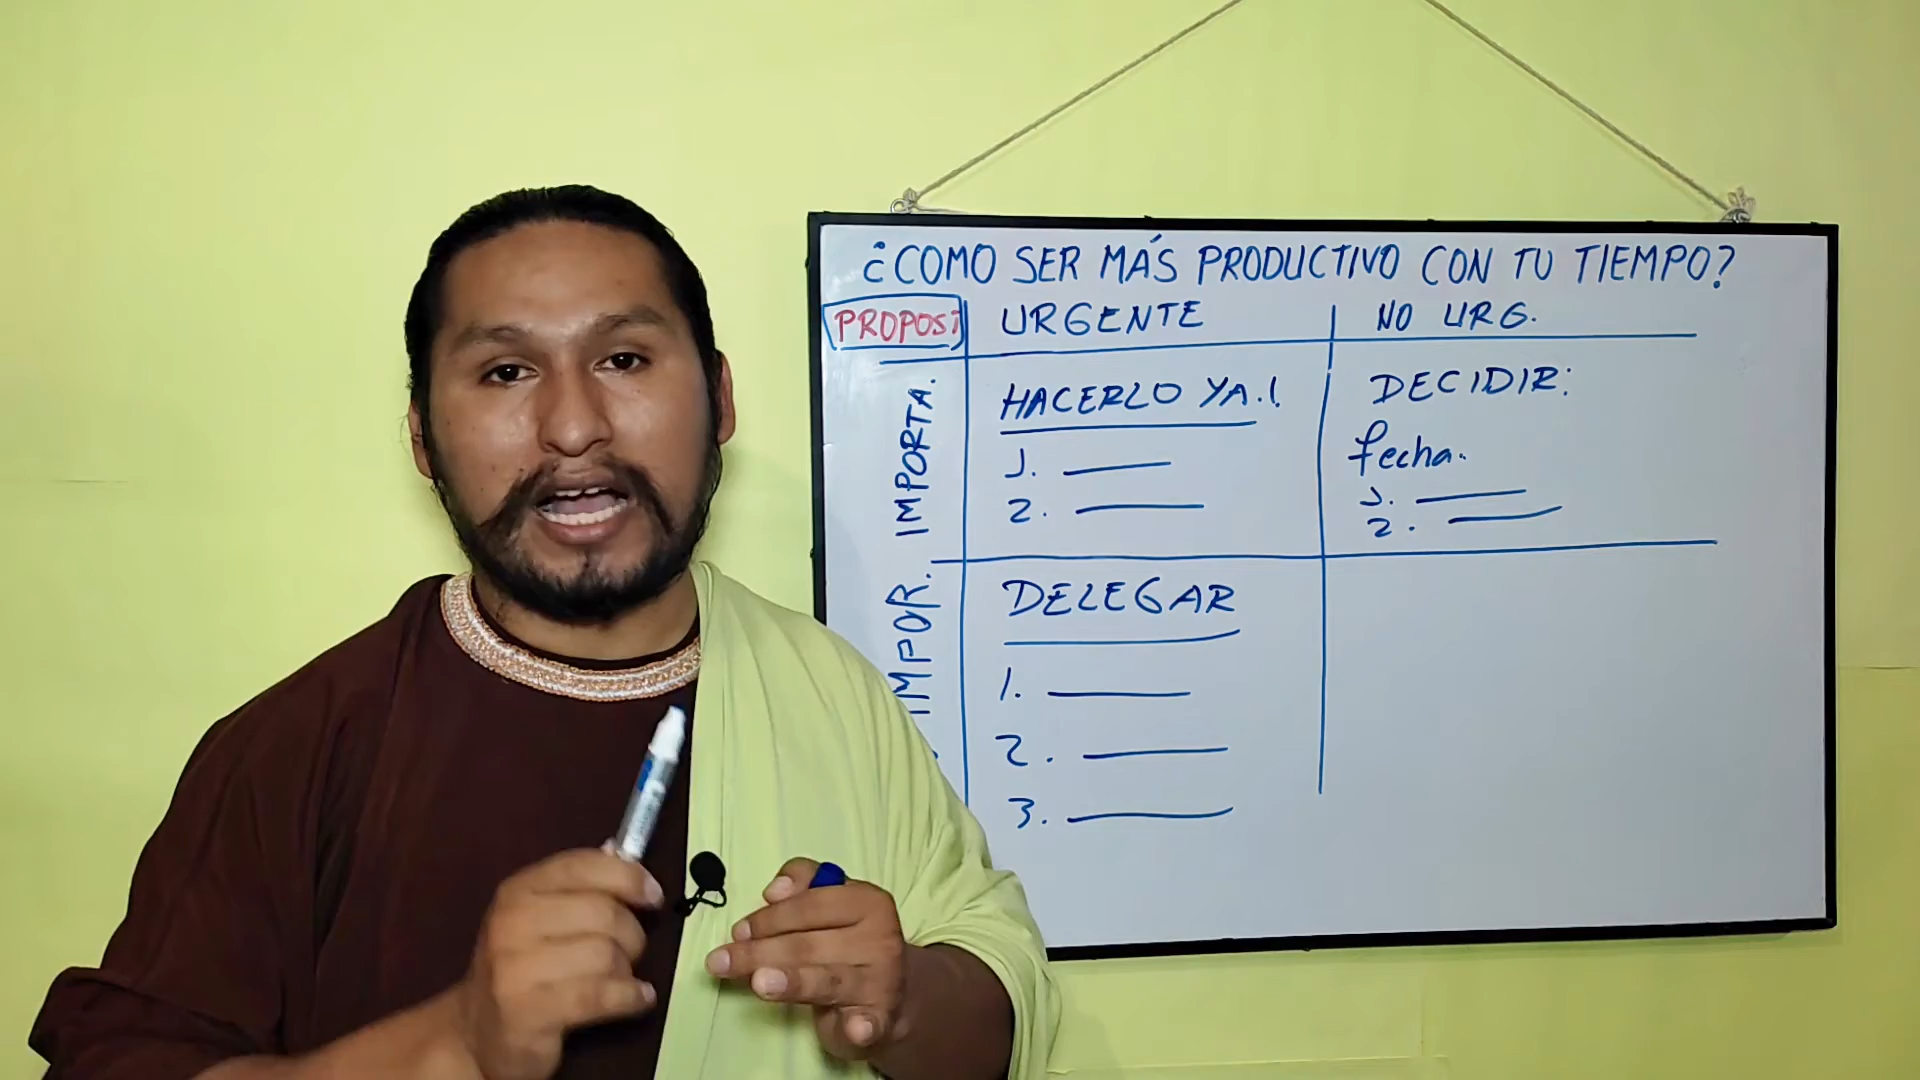 ¿COMO SER MÁS PRODUCTIVO CON TU TIEMPO?
PROPOSI URGENTE NO URG.
IMPORTA.
HACERLO YA.!
1.
2.
DECIDIR:
fecha.
1.
2.
IMPOR.
DELEGAR
1.
2.
3.